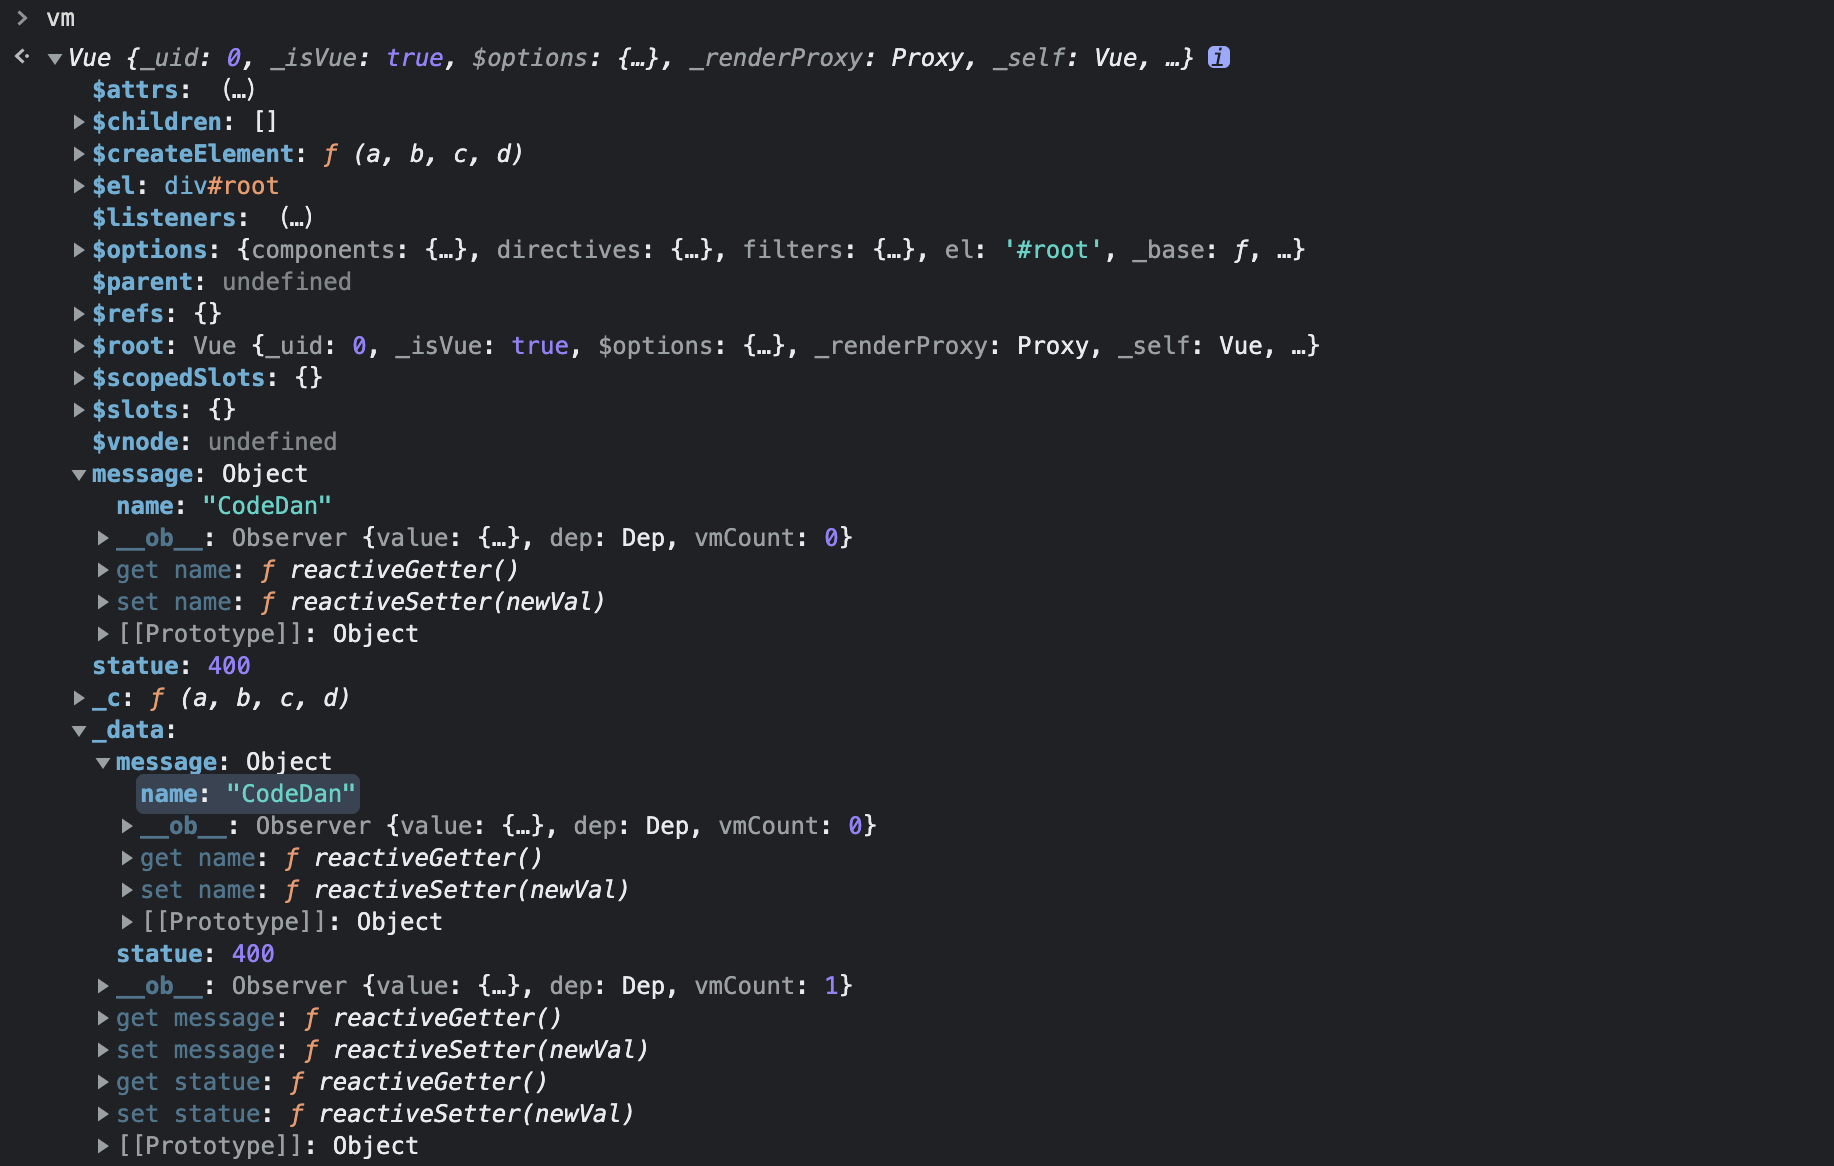 > vm
Vue {_uid: 0, _isVue: true, $options: {…}, _renderProxy: Proxy, _self: Vue, …} i
$attrs: (…)
$children: []
$createElement: ƒ (a, b, c, d)
$el: div#root
$listeners: (…)
$options: {components: {…}, directives: {…}, filters: {…}, el: '#root', _base: ƒ, …}
$parent: undefined
$refs: {}
$root: Vue {_uid: 0, _isVue: true, $options: {…}, _renderProxy: Proxy, _self: Vue, …}
$scopedSlots: {}
$slots: {}
$vnode: undefined
message: Object
name: "CodeDan"
__ob__: Observer {value: {…}, dep: Dep, vmCount: 0}
get name: ƒ reactiveGetter()
set name: ƒ reactiveSetter(newVal)
[[Prototype]]: Object
statue: 400
_c: ƒ (a, b, c, d)
_data:
message: Object
name: "CodeDan"
__ob__: Observer {value: {…}, dep: Dep, vmCount: 0}
get name: ƒ reactiveGetter()
set name: ƒ reactiveSetter(newVal)
[[Prototype]]: Object
statue: 400
__ob__: Observer {value: {…}, dep: Dep, vmCount: 1}
get message: ƒ reactiveGetter()
set message: ƒ reactiveSetter(newVal)
get statue: ƒ reactiveGetter()
set statue: ƒ reactiveSetter(newVal)
[[Prototype]]: Object